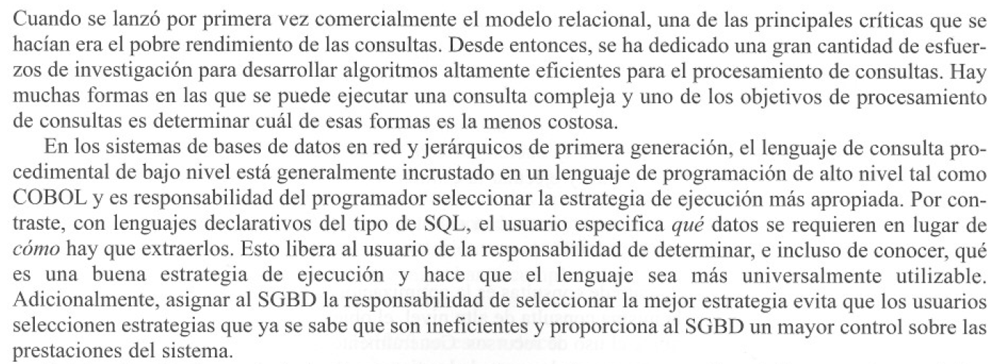 Cuando se lanzó por primera vez comercialmente el modelo relacional, una de las principales críticas que se
hacían era el pobre rendimiento de las consultas. Desde entonces, se ha dedicado una gran cantidad de esfuer-
zos de investigación para desarrollar algoritmos altamente eficientes para el procesamiento de consultas. Hay
muchas formas en las que se puede ejecutar una consulta compleja y uno de los objetivos de procesamiento
de consultas es determinar cuál de esas formas es la menos costosa.
En los sistemas de bases de datos en red y jerárquicos de primera generación, el lenguaje de consulta pro-
cedimental de bajo nivel está generalmente incrustado en un lenguaje de programación de alto nivel tal como
COBOL y es responsabilidad del programador seleccionar la estrategia de ejecución más apropiada. Por con-
traste, con lenguajes declarativos del tipo de SQL, el usuario especifica qué datos se requieren en lugar de
cómo hay que extraerlos. Esto libera al usuario de la responsabilidad de determinar, e incluso de conocer, qué
es una buena estrategia de ejecución y hace que el lenguaje sea más universalmente utilizable.
Adicionalmente, asignar al SGBD la responsabilidad de seleccionar la mejor estrategia evita que los usuarios
seleccionen estrategias que ya se sabe que son ineficientes y proporciona al SGBD un mayor control sobre las
prestaciones del sistema.